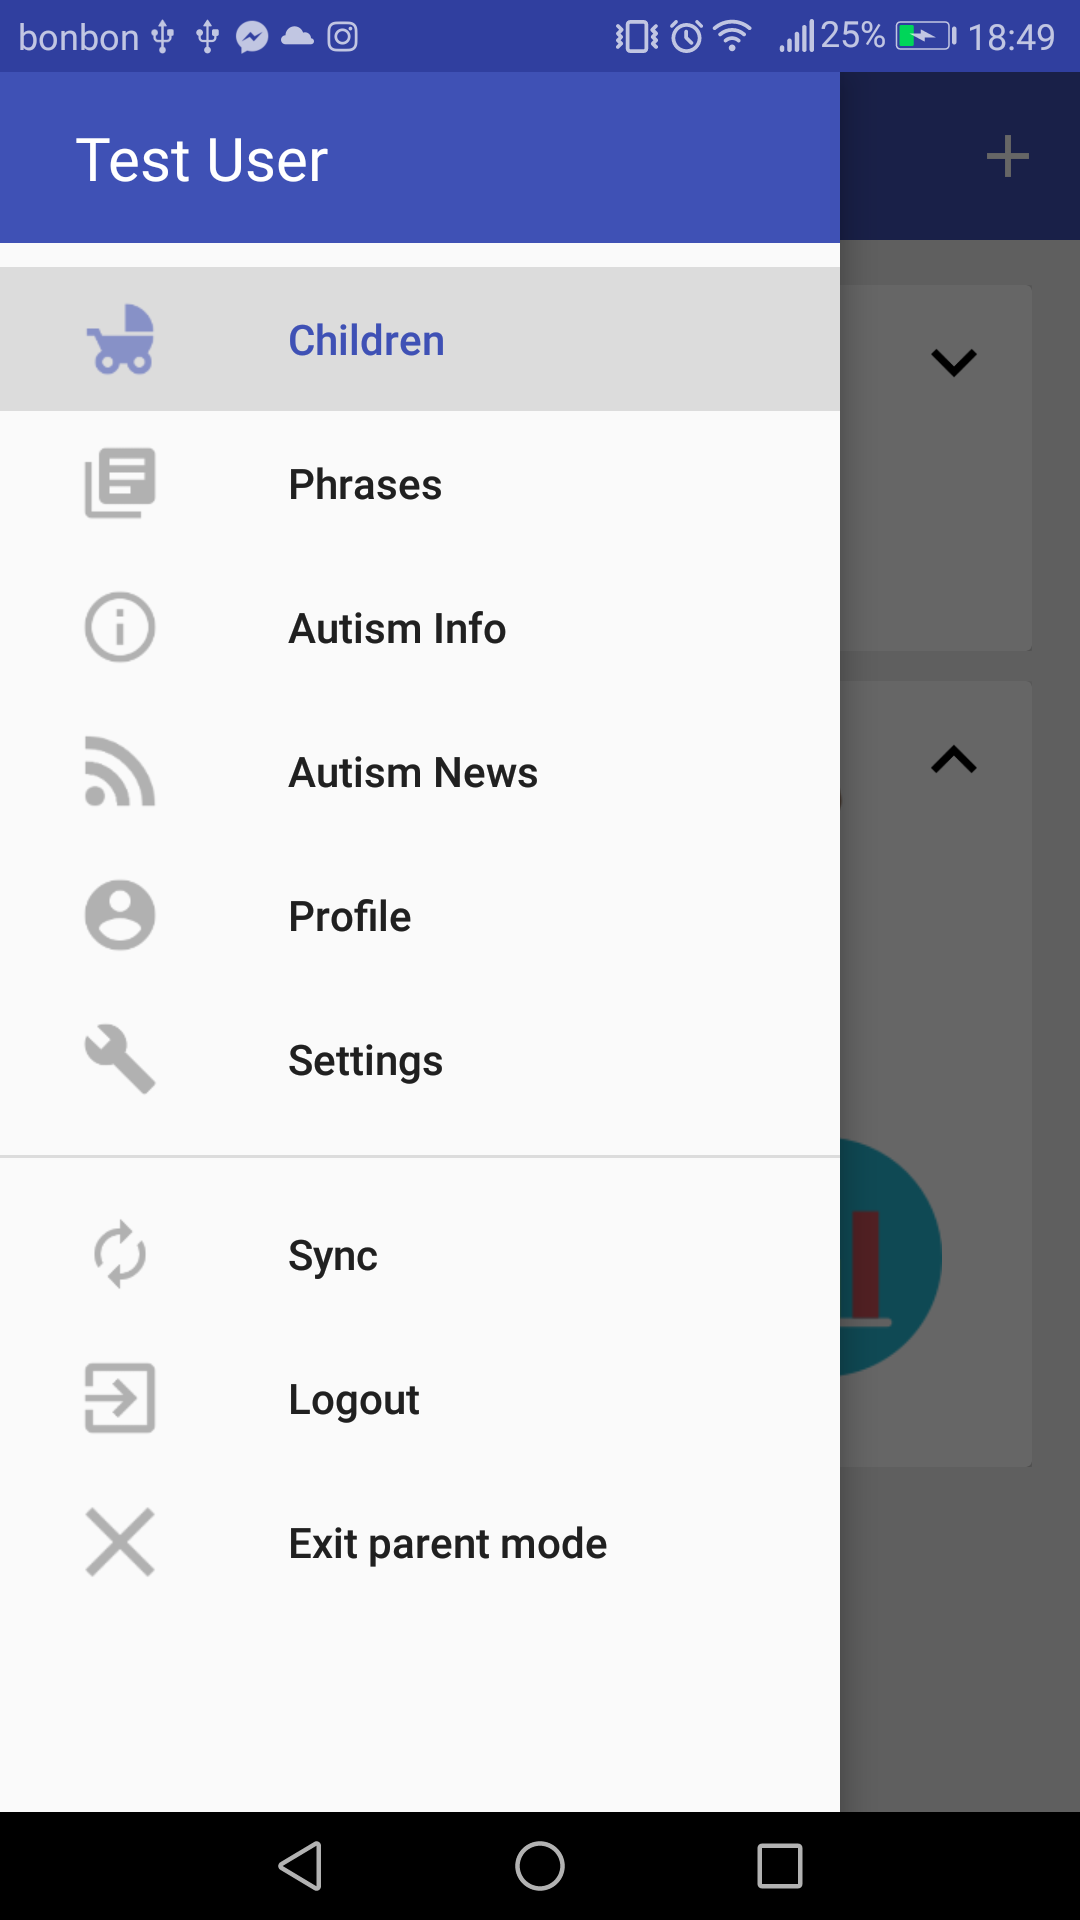 bonbon 25% 18:49
Test User
Children
Phrases
Autism Info
Autism News
Profile
Settings
Sync
Logout
Exit parent mode